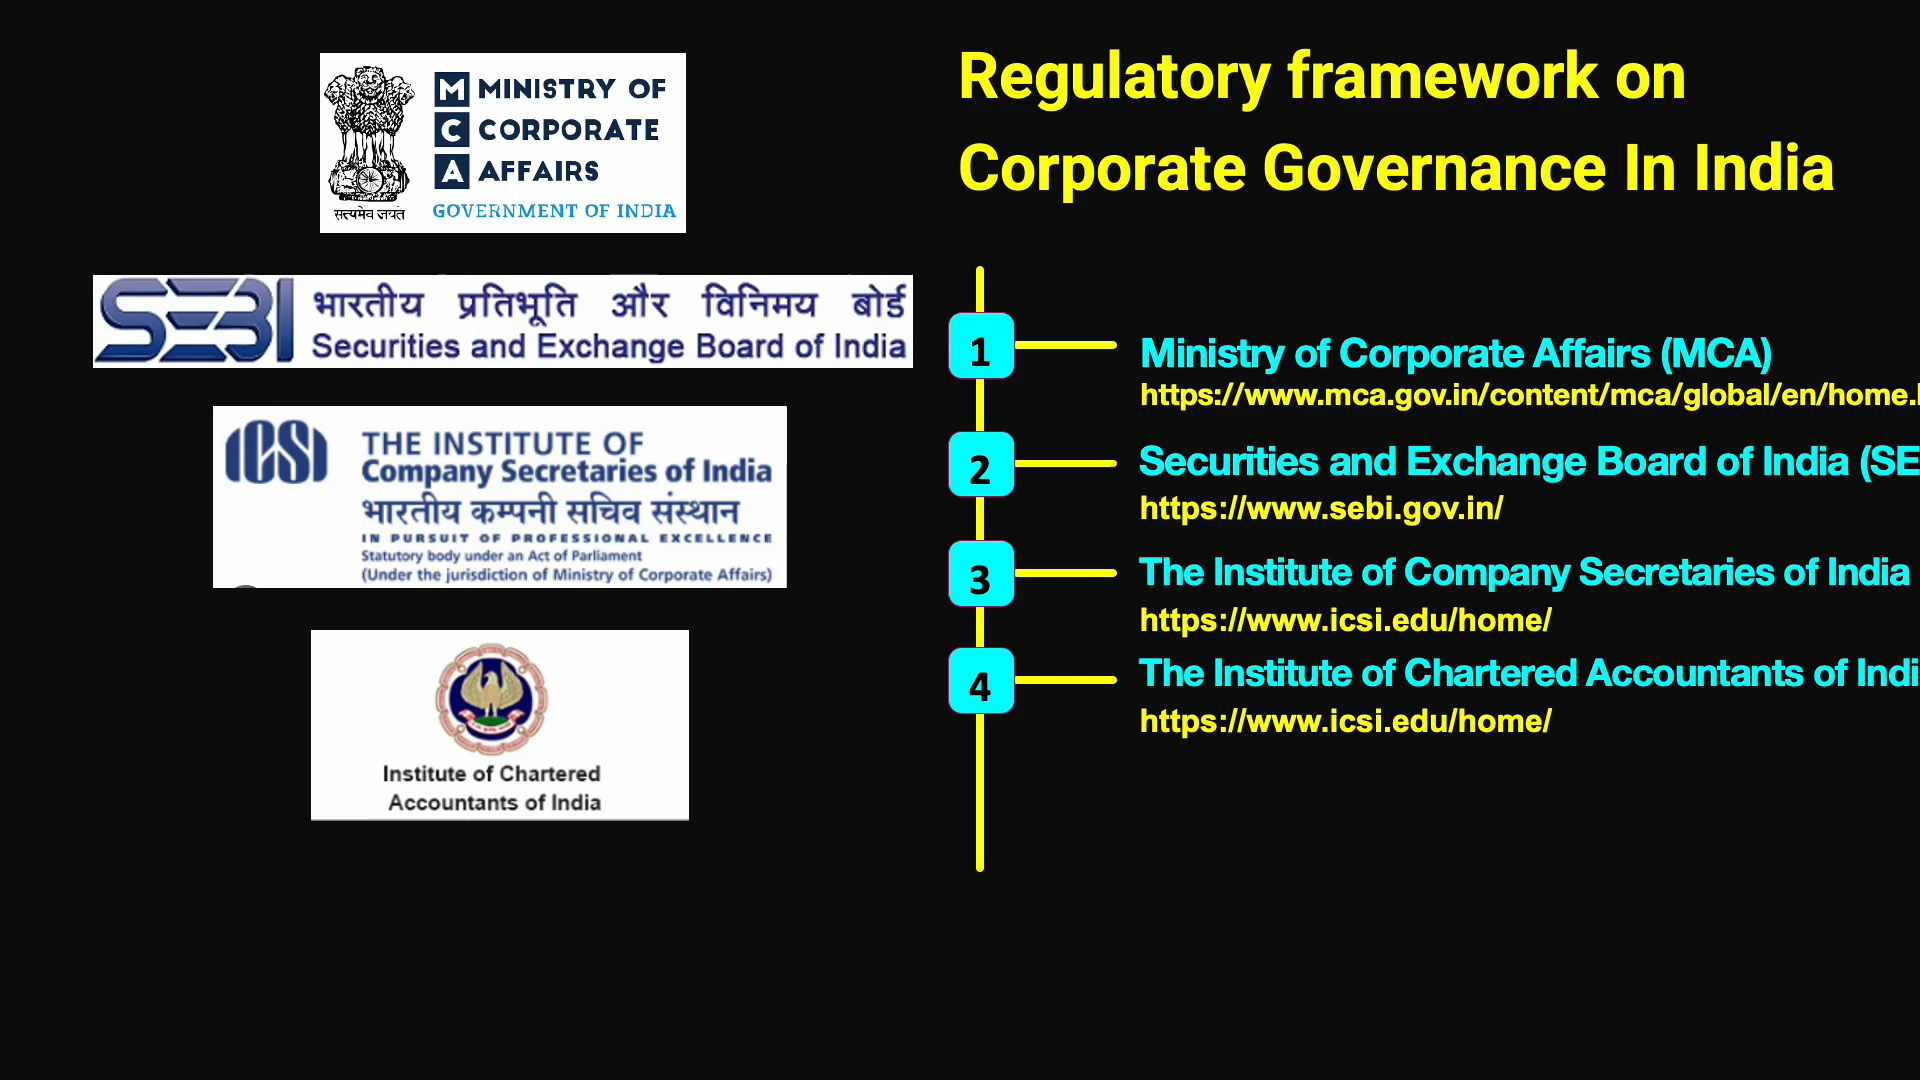 M MINISTRY OF
C CORPORATE
A AFFAIRS
सत्यमेव जयते
GOVERNMENT OF INDIA
SEBI
भारतीय प्रतिभूति और विनिमय बोर्ड
Securities and Exchange Board of India
ICSI
THE INSTITUTE OF
Company Secretaries of India
भारतीय कम्पनी सचिव संस्थान
IN PURSUIT OF PROFESSIONAL EXCELLENCE
Statutory body under an Act of Parliament
(Under the jurisdiction of Ministry of Corporate Affairs)
Institute of Chartered
Accountants of India
Regulatory framework on
Corporate Governance In India
1
Ministry of Corporate Affairs (MCA)
https://www.mca.gov.in/content/mca/global/en/home.
2
Securities and Exchange Board of India (SE
https://www.sebi.gov.in/
3
The Institute of Company Secretaries of India
https://www.icsi.edu/home/
4
The Institute of Chartered Accountants of Indi
https://www.icsi.edu/home/